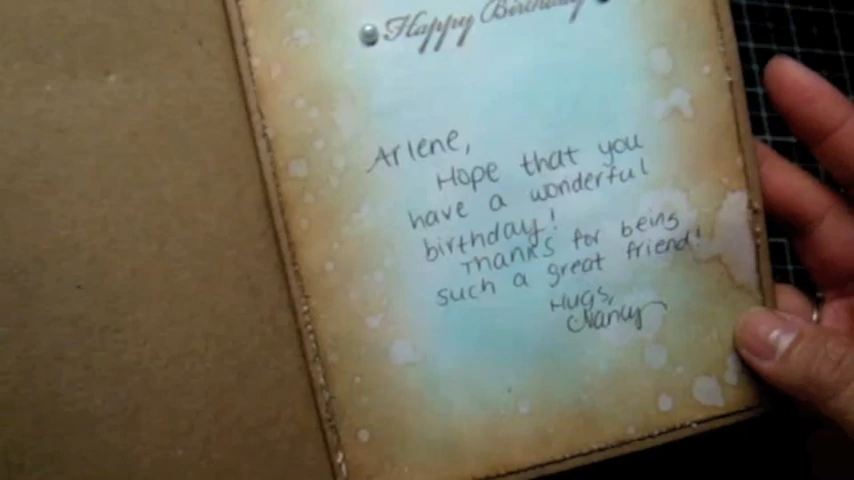 Happy Birthday
Arlene,
Hope that you
have a wonderful
birthday!
Thanks for being
such a great friend!
Hugs,
Nancy